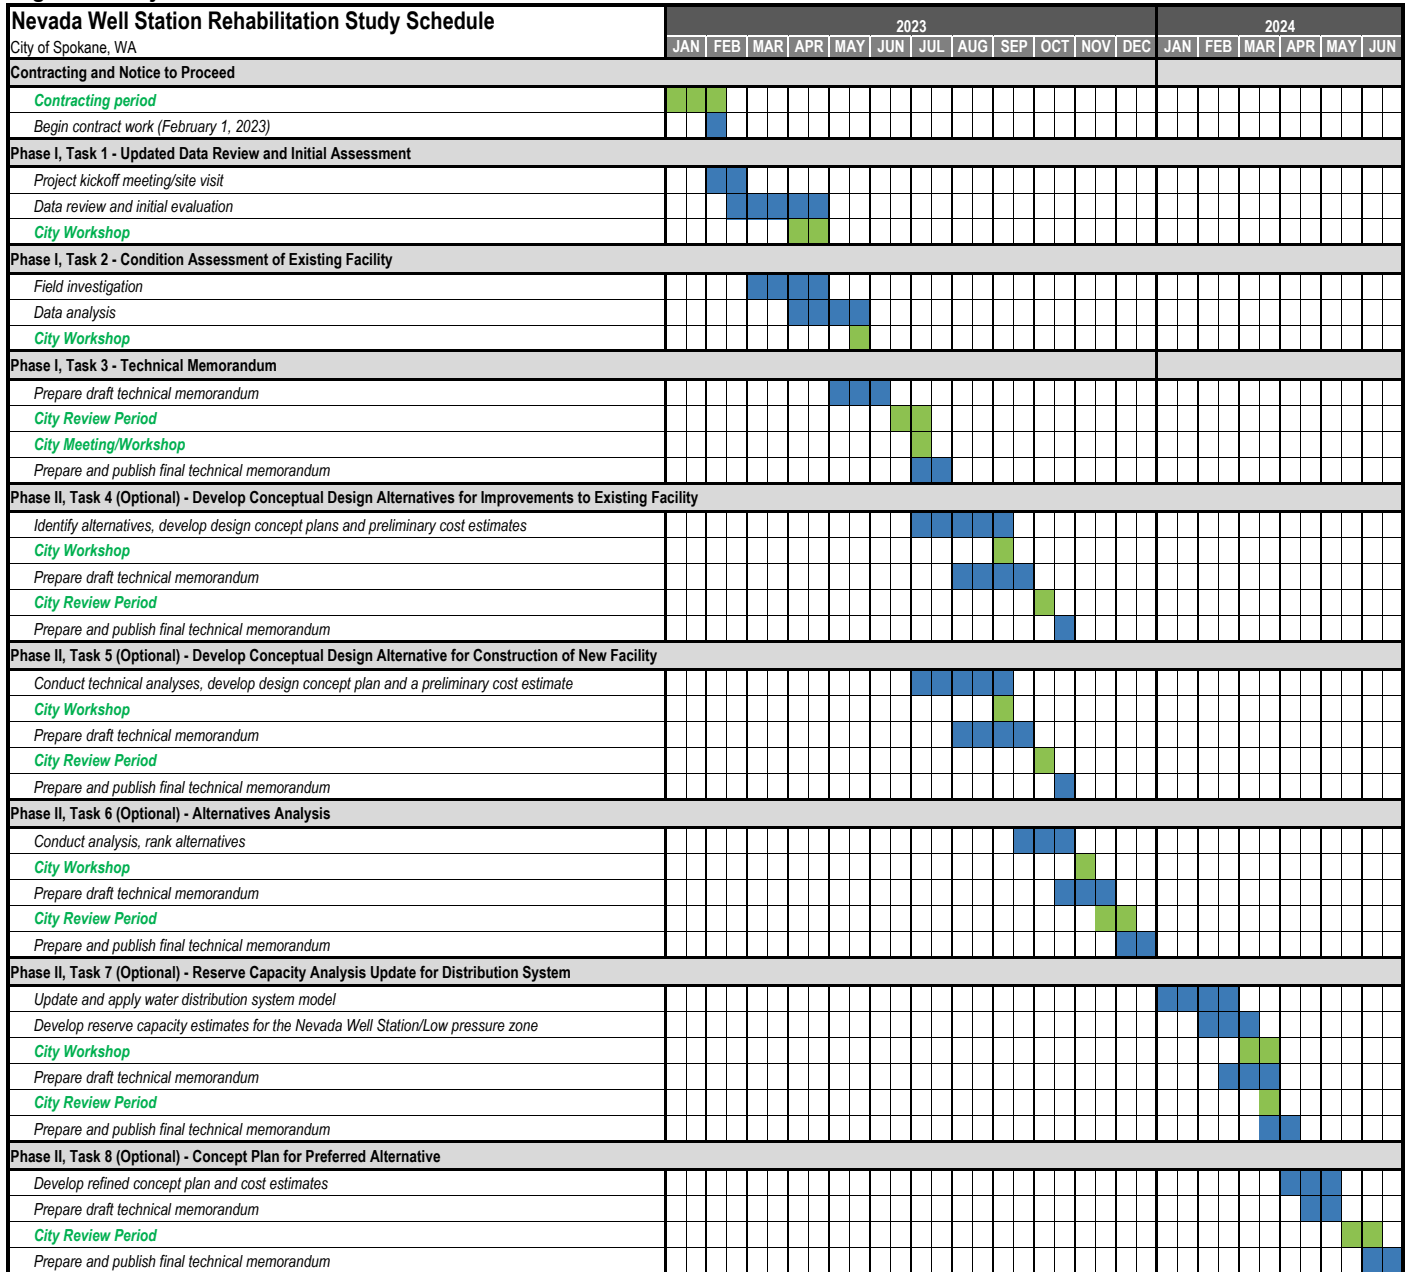 Nevada Well Station Rehabilitation Study Schedule
2023 2024
City of Spokane, WA
JAN FEB MAR APR MAY JUN JUL AUG SEP OCT NOV DEC JAN FEB MAR APR MAY JUN
Contracting and Notice to Proceed
Contracting period
Begin contract work (February 1, 2023)
Phase I, Task 1 - Updated Data Review and Initial Assessment
Project kickoff meeting/site visit
Data review and initial evaluation
City Workshop
Phase I, Task 2 - Condition Assessment of Existing Facility
Field investigation
Data analysis
City Workshop
Phase I, Task 3 - Technical Memorandum
Prepare draft technical memorandum
City Review Period
City Meeting/Workshop
Prepare and publish final technical memorandum
Phase II, Task 4 (Optional) - Develop Conceptual Design Alternatives for Improvements to Existing Facility
Identify alternatives, develop design concept plans and preliminary cost estimates
City Workshop
Prepare draft technical memorandum
City Review Period
Prepare and publish final technical memorandum
Phase II, Task 5 (Optional) - Develop Conceptual Design Alternative for Construction of New Facility
Conduct technical analyses, develop design concept plan and a preliminary cost estimate
City Workshop
Prepare draft technical memorandum
City Review Period
Prepare and publish final technical memorandum
Phase II, Task 6 (Optional) - Alternatives Analysis
Conduct analysis, rank alternatives
City Workshop
Prepare draft technical memorandum
City Review Period
Prepare and publish final technical memorandum
Phase II, Task 7 (Optional) - Reserve Capacity Analysis Update for Distribution System
Update and apply water distribution system model
Develop reserve capacity estimates for the Nevada Well Station/Low pressure zone
City Workshop
Prepare draft technical memorandum
City Review Period
Prepare and publish final technical memorandum
Phase II, Task 8 (Optional) - Concept Plan for Preferred Alternative
Develop refined concept plan and cost estimates
Prepare draft technical memorandum
City Review Period
Prepare and publish final technical memorandum